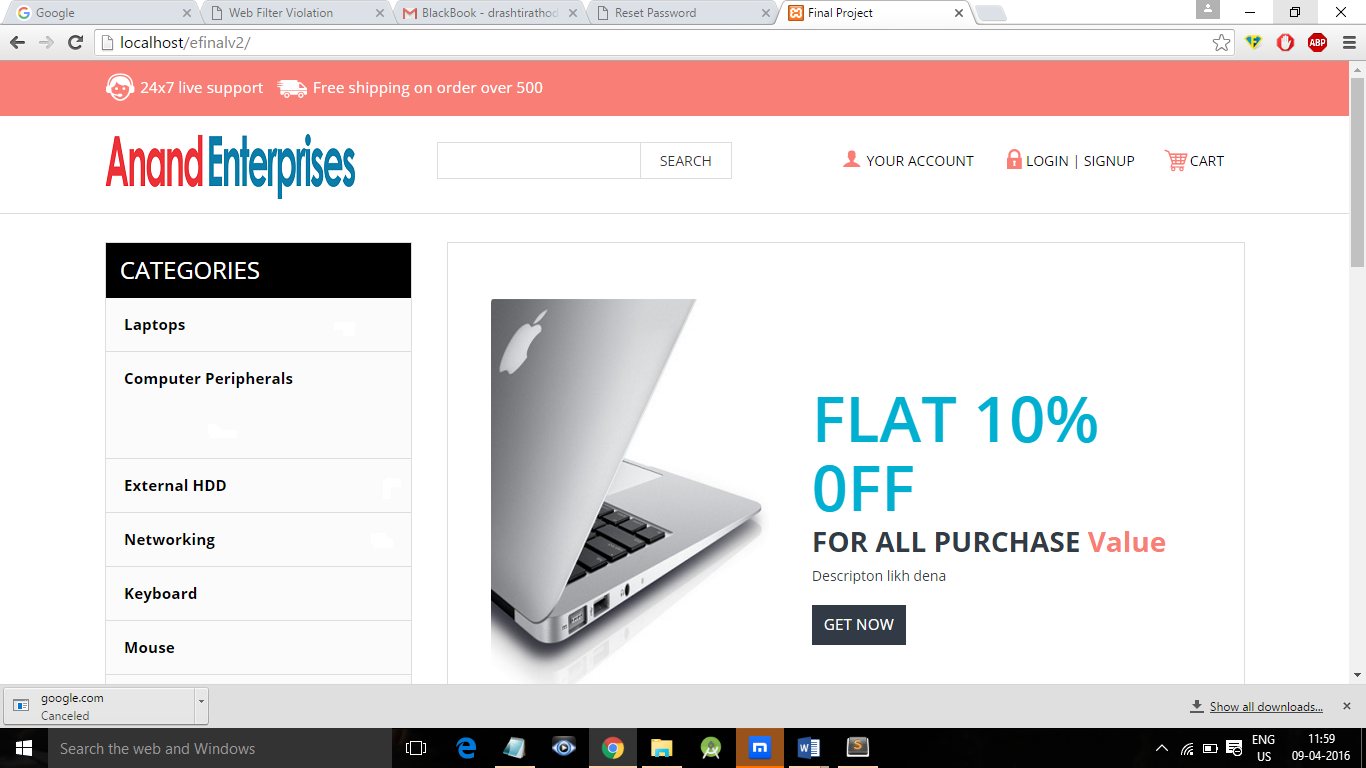 Google
Web Filter Violation
BlackBook - drashtirathod
Reset Password
Final Project
localhost/efinalv2/
ABP
24x7 live support
Free shipping on order over 500
Anand Enterprises
SEARCH
YOUR ACCOUNT
LOGIN | SIGNUP
CART
CATEGORIES
Laptops
Computer Peripherals
External HDD
Networking
Keyboard
Mouse
FLAT 10%
0FF
FOR ALL PURCHASE Value
Descripton likh dena
GET NOW
google.com
Canceled
Show all downloads...
Search the web and Windows
ENG
US
11:59
09-04-2016